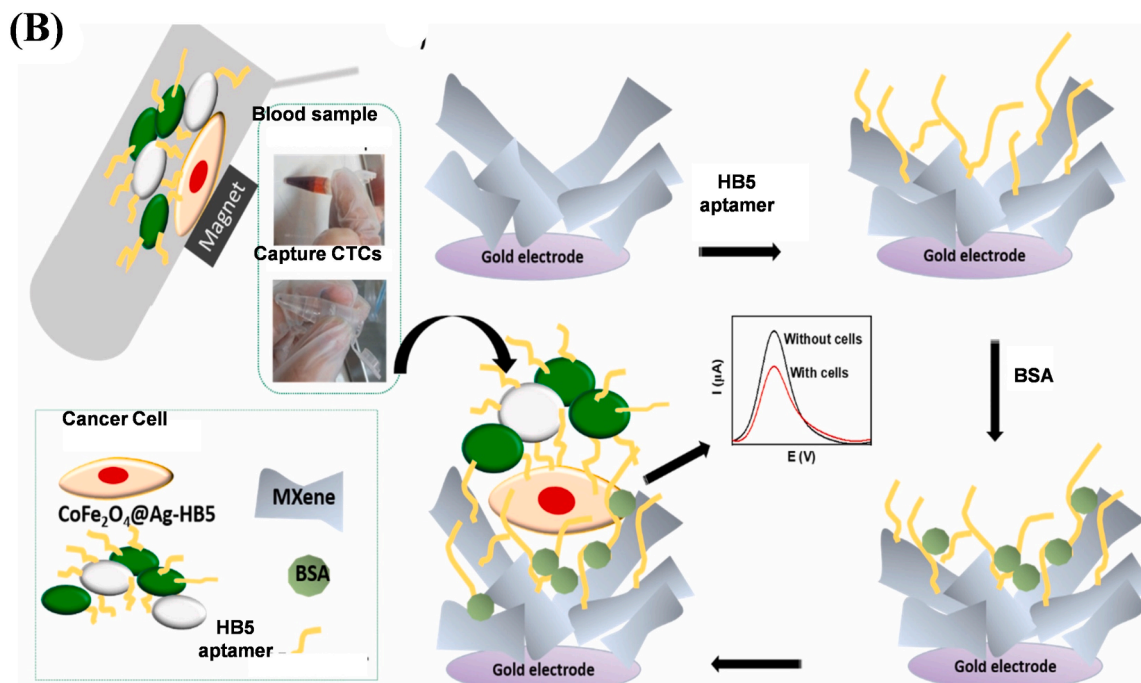 (B)
Blood sample
Magnet
Capture CTCs
Gold electrode
HB5
aptamer
Gold electrode
BSA
Without cells
With cells
I (µA)
E (V)
Cancer Cell
CoFe₂O₄@Ag-HB5
MXene
BSA
HB5
aptamer
Gold electrode
Gold electrode